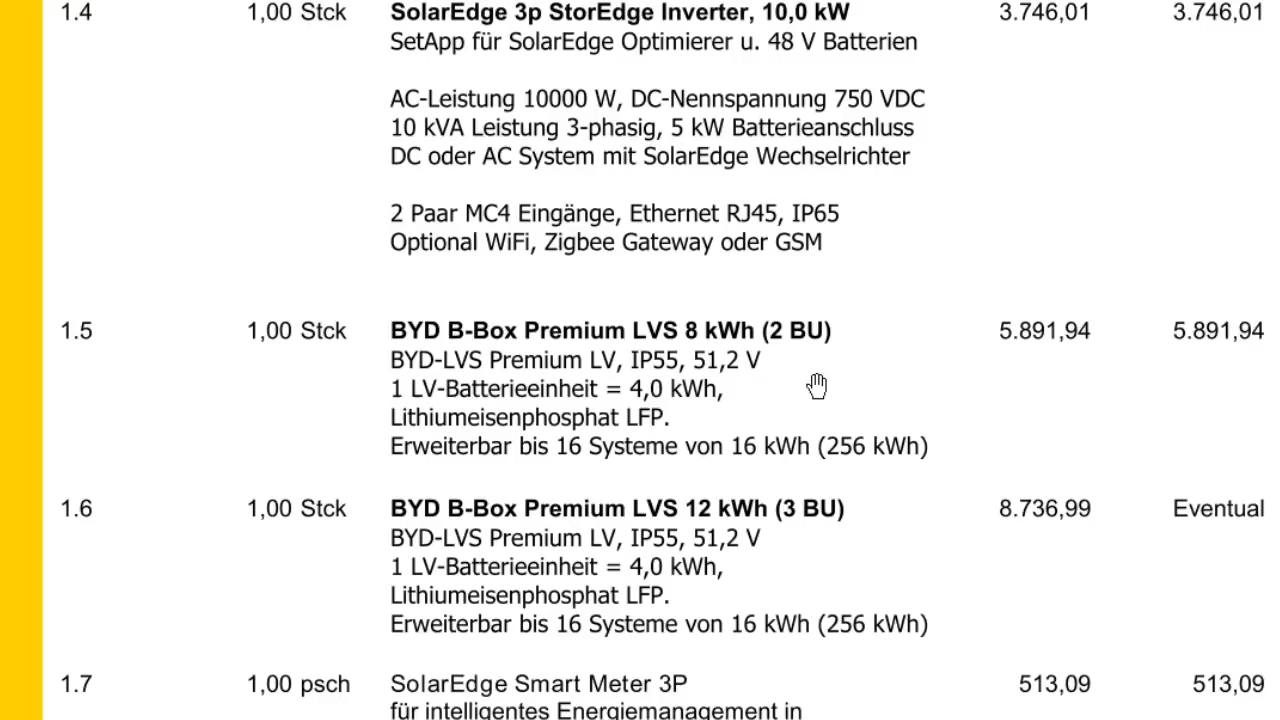 1.4 1,00 Stck SolarEdge 3p StorEdge Inverter, 10,0 kW 3.746,01 3.746,01
SetApp für SolarEdge Optimierer u. 48 V Batterien
AC-Leistung 10000 W, DC-Nennspannung 750 VDC
10 kVA Leistung 3-phasig, 5 kW Batterieanschluss
DC oder AC System mit SolarEdge Wechselrichter
2 Paar MC4 Eingänge, Ethernet RJ45, IP65
Optional WiFi, Zigbee Gateway oder GSM
1.5 1,00 Stck BYD B-Box Premium LVS 8 kWh (2 BU) 5.891,94 5.891,94
BYD-LVS Premium LV, IP55, 51,2 V
1 LV-Batterieeinheit = 4,0 kWh,
Lithiumeisenphosphat LFP.
Erweiterbar bis 16 Systeme von 16 kWh (256 kWh)
1.6 1,00 Stck BYD B-Box Premium LVS 12 kWh (3 BU) 8.736,99 Eventual
BYD-LVS Premium LV, IP55, 51,2 V
1 LV-Batterieeinheit = 4,0 kWh,
Lithiumeisenphosphat LFP.
Erweiterbar bis 16 Systeme von 16 kWh (256 kWh)
1.7 1,00 psch SolarEdge Smart Meter 3P 513,09 513,09
für intelligentes Energiemanagement in